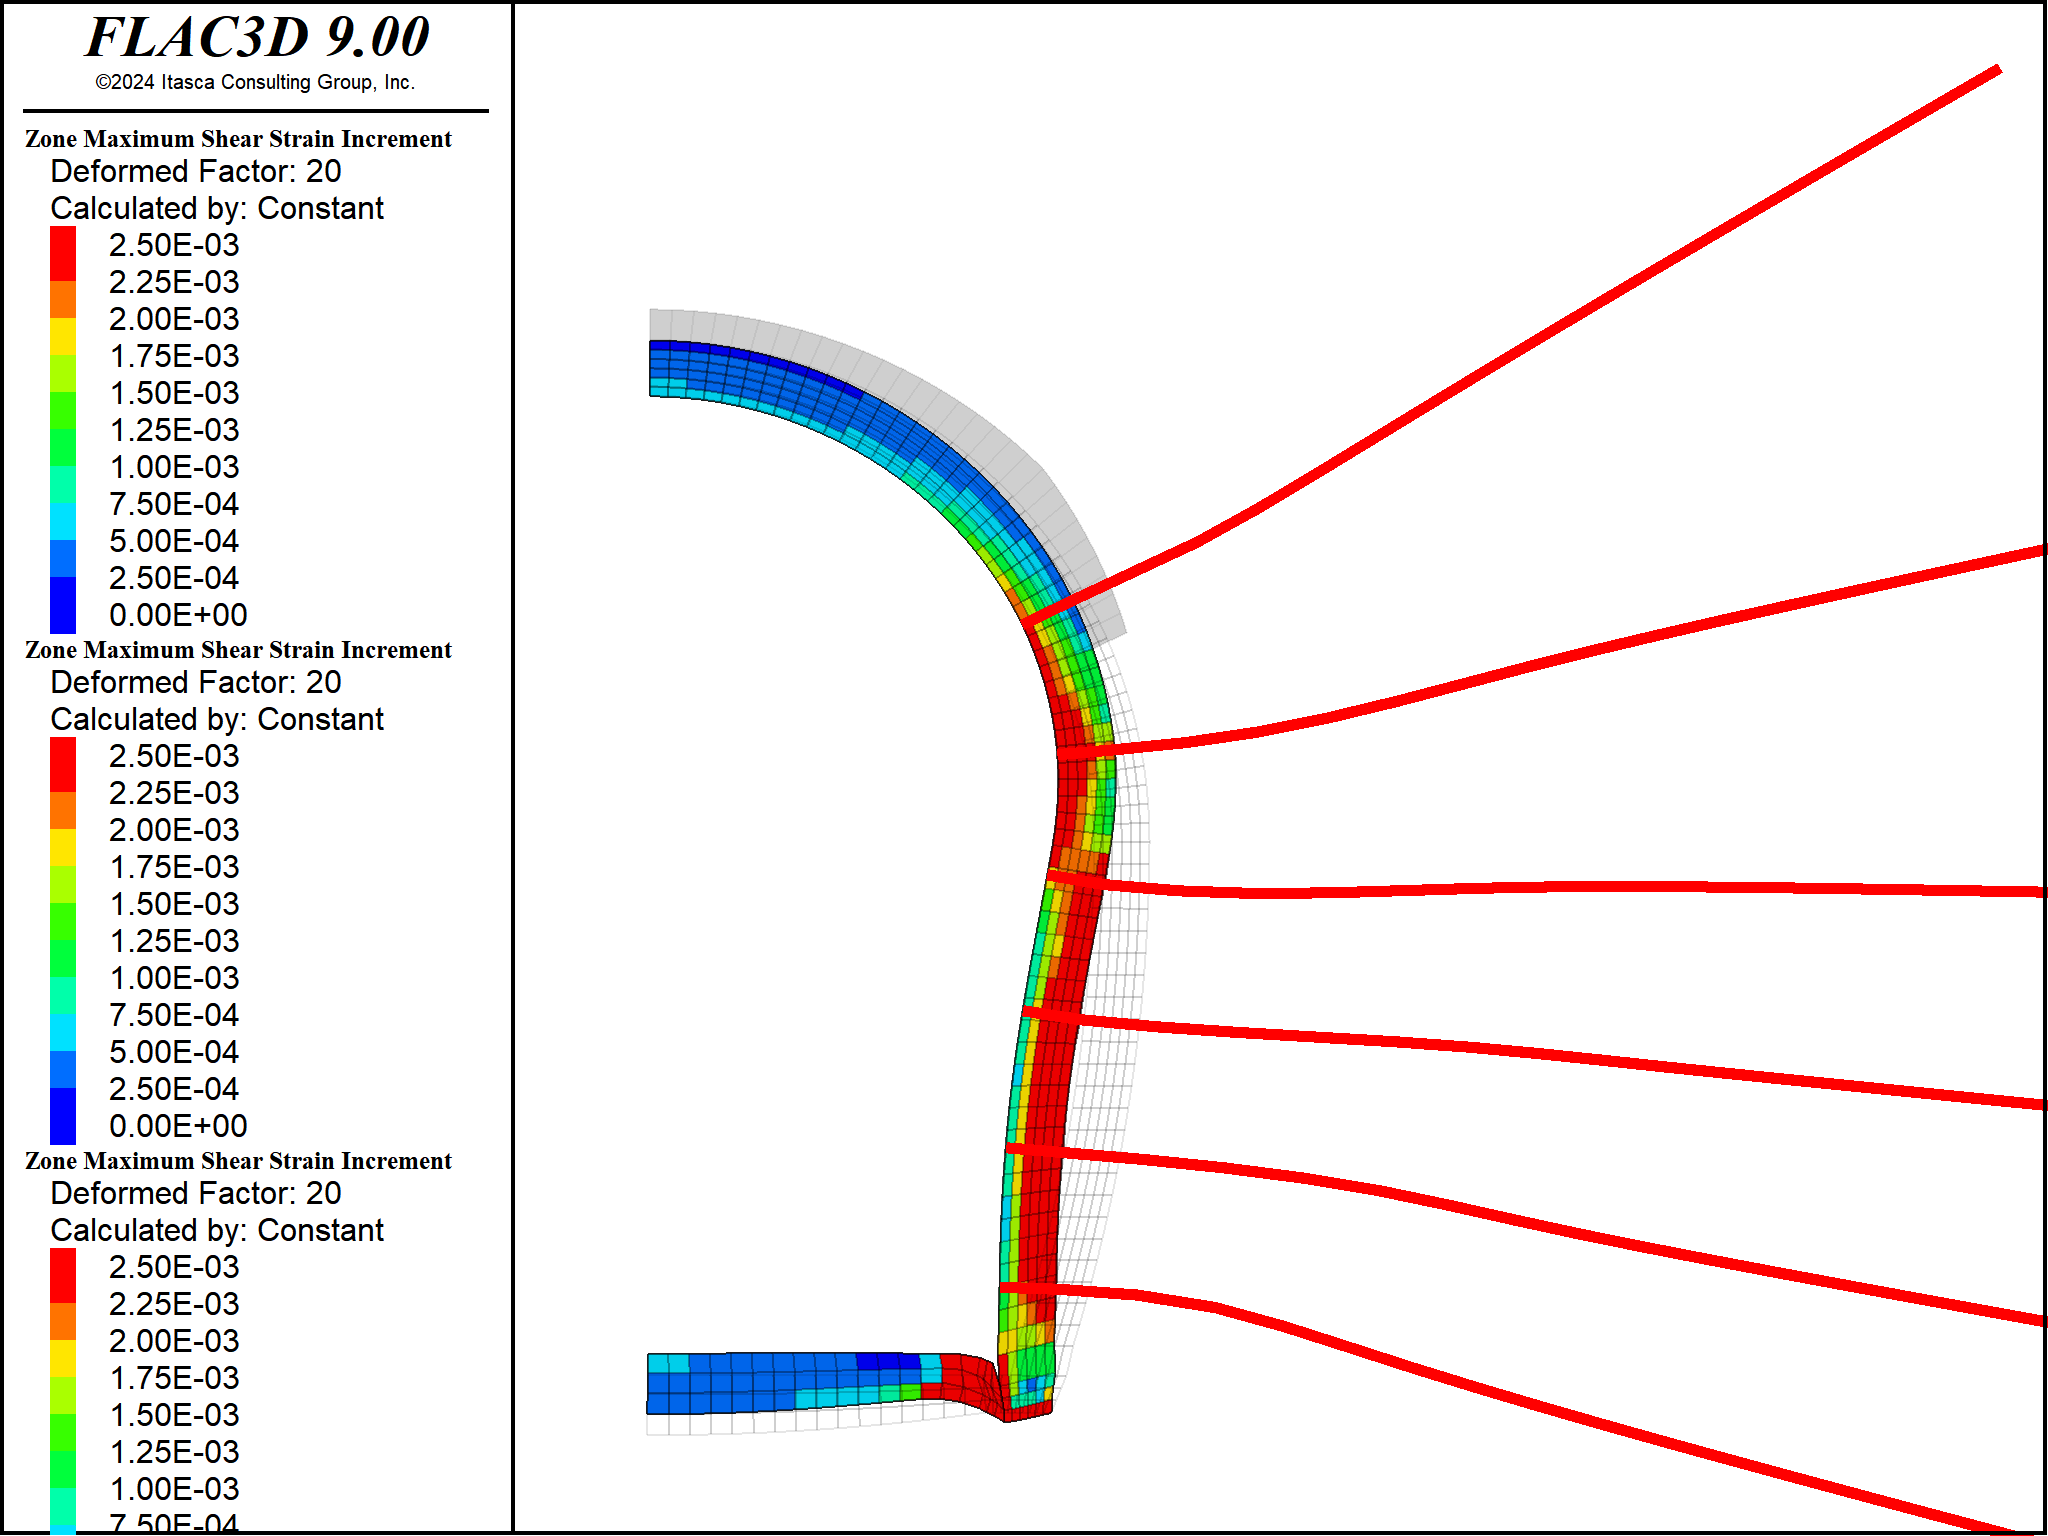 FLAC3D 9.00
©2024 Itasca Consulting Group, Inc.
Zone Maximum Shear Strain Increment
Deformed Factor: 20
Calculated by: Constant
2.50E-03
2.25E-03
2.00E-03
1.75E-03
1.50E-03
1.25E-03
1.00E-03
7.50E-04
5.00E-04
2.50E-04
0.00E+00
Zone Maximum Shear Strain Increment
Deformed Factor: 20
Calculated by: Constant
2.50E-03
2.25E-03
2.00E-03
1.75E-03
1.50E-03
1.25E-03
1.00E-03
7.50E-04
5.00E-04
2.50E-04
0.00E+00
Zone Maximum Shear Strain Increment
Deformed Factor: 20
Calculated by: Constant
2.50E-03
2.25E-03
2.00E-03
1.75E-03
1.50E-03
1.25E-03
1.00E-03
7.50E-04